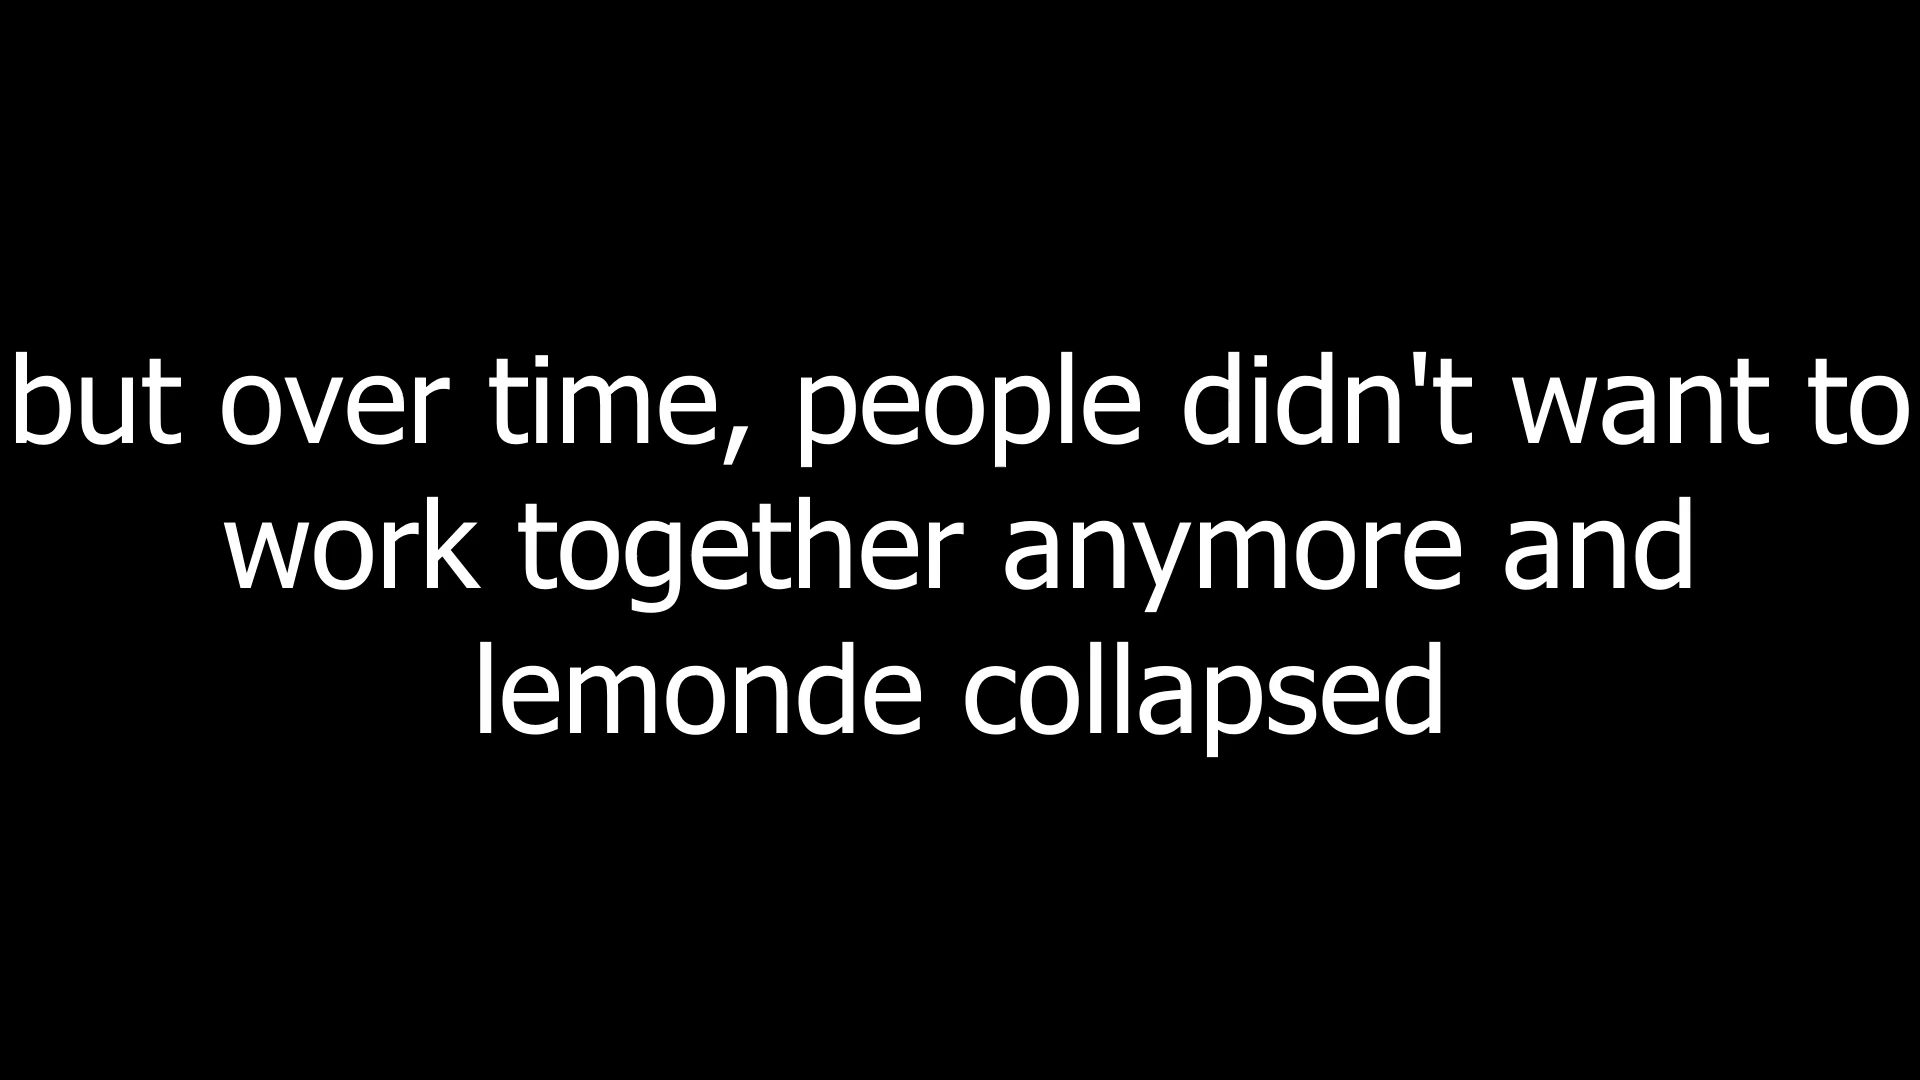 but over time, people didn't want to
work together anymore and
lemonde collapsed